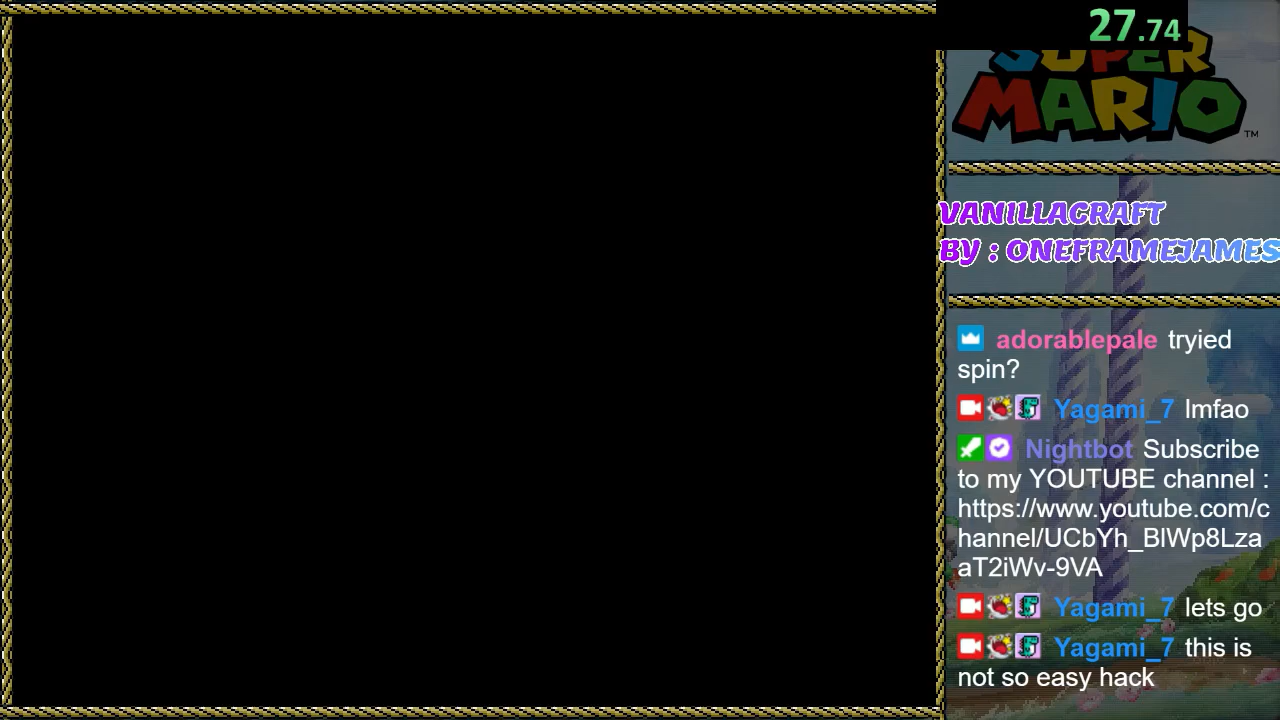 27.74
SUPER
MARIO™
VANILLACRAFT
BY : ONEFRAMEJAMES
adorablepale tryied
spin?
Yagami_7 lmfao
Nightbot Subscribe
to my YOUTUBE channel :
https://www.youtube.com/c
hannel/UCbYh_BlWp8Lza
aT2iWv-9VA
Yagami_7 lets go
Yagami_7 this is
not so easy hack